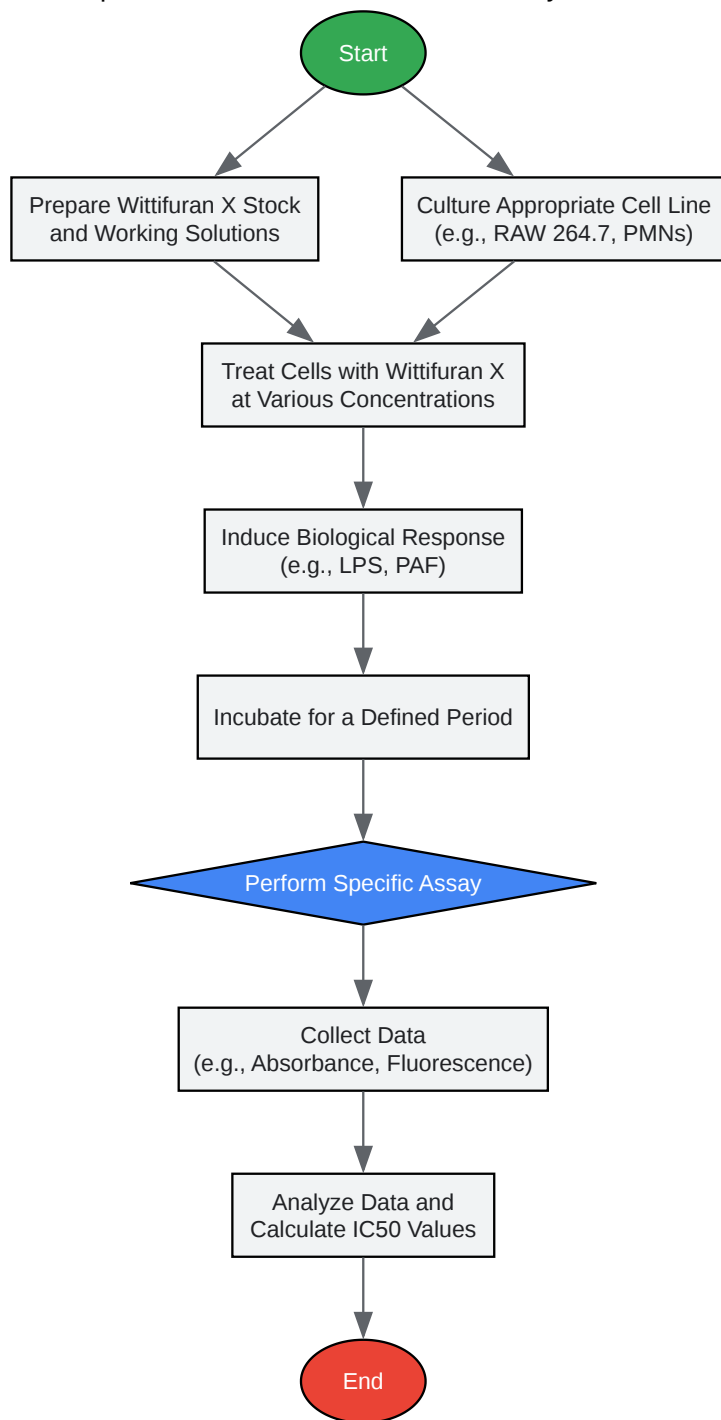 Start
Prepare Wittifuran X Stock
and Working Solutions
Culture Appropriate Cell Line
(e.g., RAW 264.7, PMNs)
Treat Cells with Wittifuran X
at Various Concentrations
Induce Biological Response
(e.g., LPS, PAF)
Incubate for a Defined Period
Perform Specific Assay
Collect Data
(e.g., Absorbance, Fluorescence)
Analyze Data and
Calculate IC50 Values
End